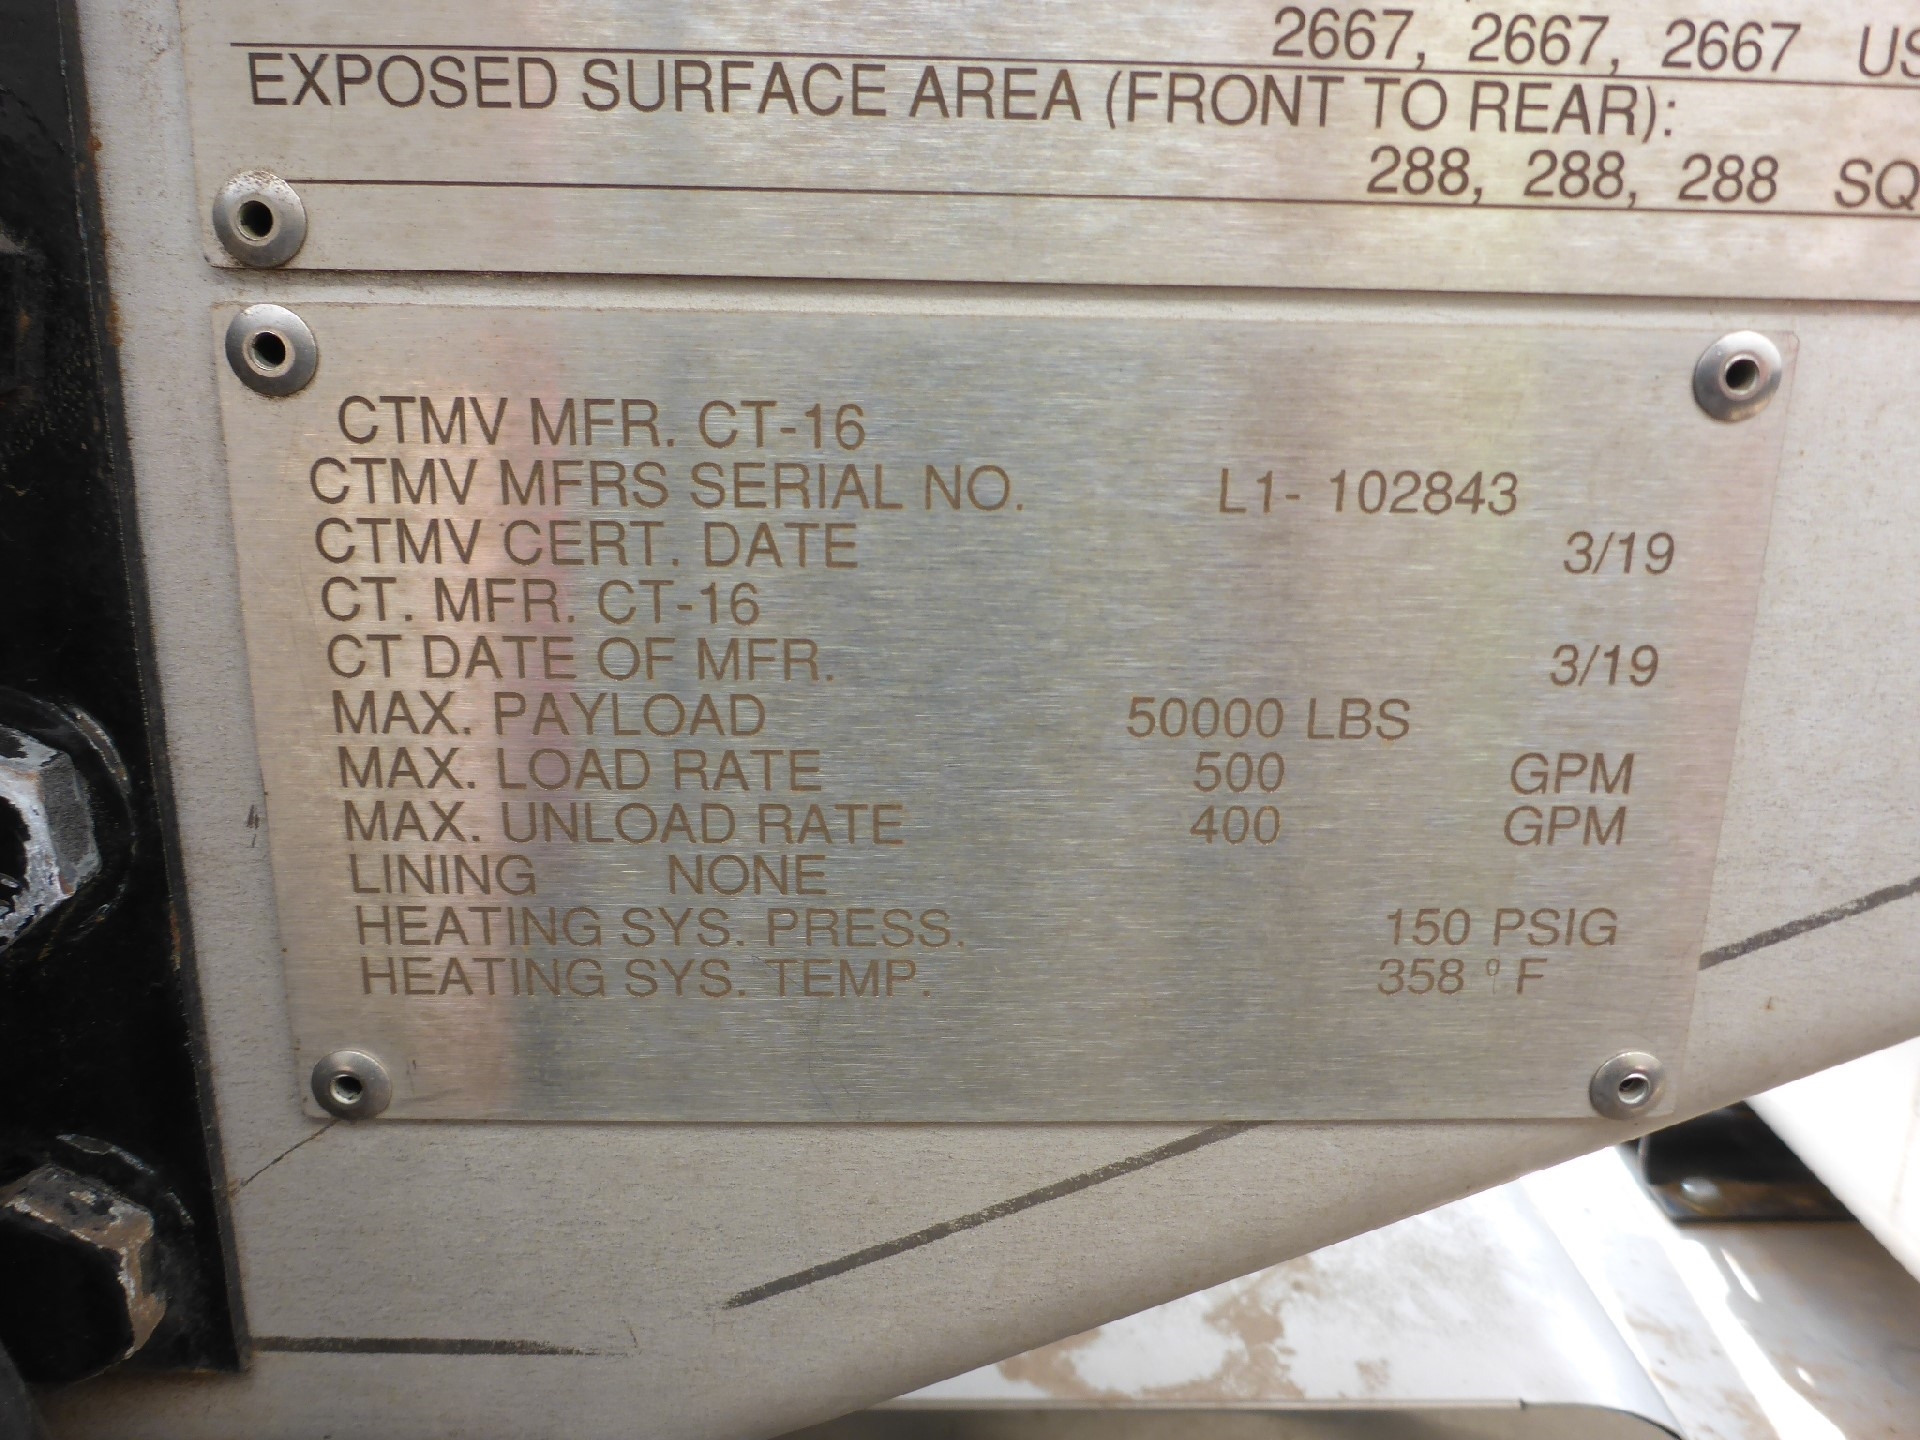 2667, 2667, 2667 US
EXPOSED SURFACE AREA (FRONT TO REAR):
288, 288, 288 SQ
CTMV MFR. CT-16
CTMV MFRS SERIAL NO. L1- 102843
CTMV CERT. DATE 3/19
CT. MFR. CT-16
CT DATE OF MFR. 3/19
MAX. PAYLOAD 50000 LBS
MAX. LOAD RATE 500 GPM
MAX. UNLOAD RATE 400 GPM
LINING NONE
HEATING SYS. PRESS. 150 PSIG
HEATING SYS. TEMP. 358 ° F